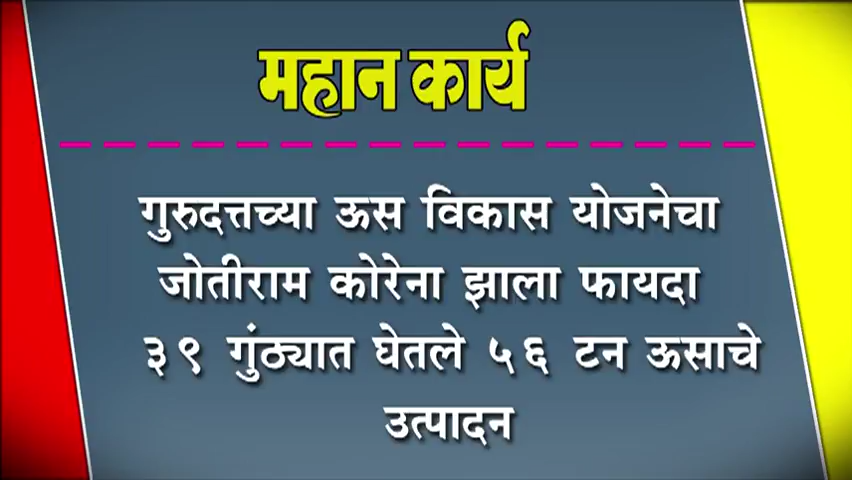 महान कार्य
गुरुदत्तच्या ऊस विकास योजनेचा
जोतीराम कोरेना झाला फायदा
३९ गुंठ्यात घेतले ५६ टन ऊसाचे
उत्पादन